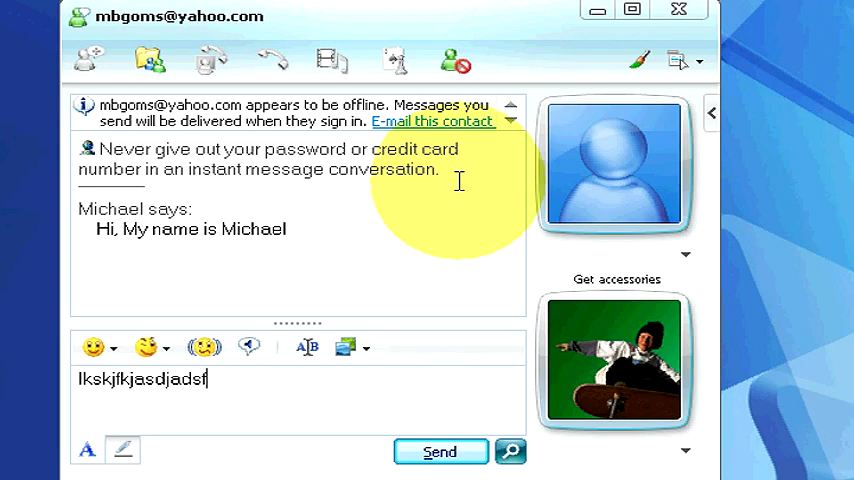 mbgoms@yahoo.com
mbgoms@yahoo.com appears to be offline. Messages you
send will be delivered when they sign in. E-mail this contact
Never give out your password or credit card
number in an instant message conversation.
Michael says:
Hi, My name is Michael
Get accessories
lkskjfkjasdjadsf
A
Send